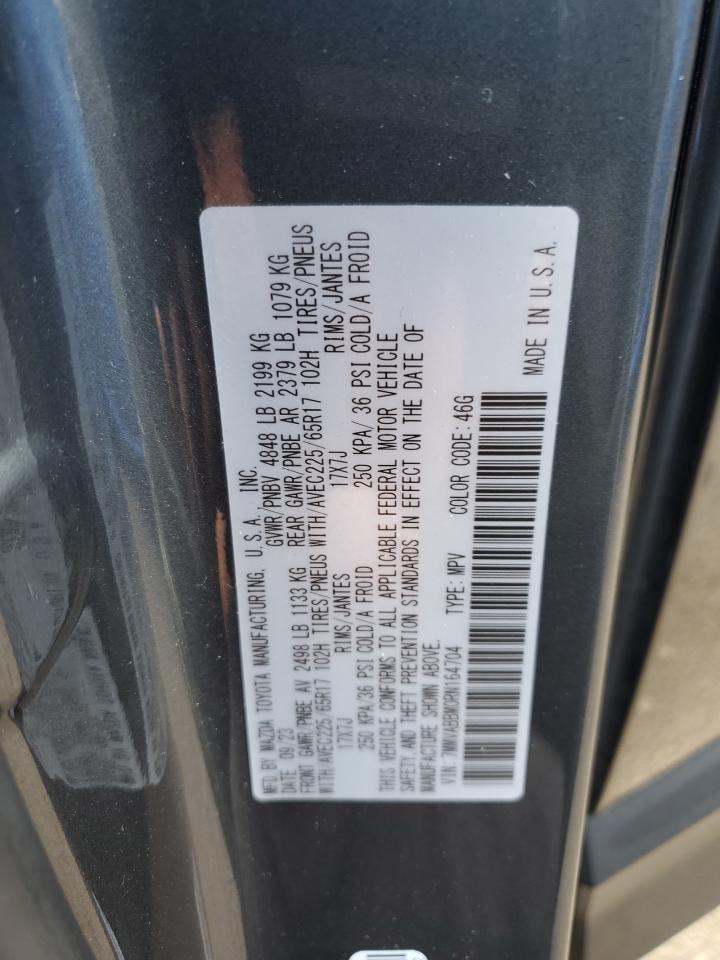 MFD BY MAZDA TOYOTA MANUFACTURING, U.S.A. INC.
DATE 09/23 GVWR/PNBV 4848 LB 2199 KG
FRONT GAWR/PNBE AV 2498 LB 1133 KG REAR GAWR/PNBE AR 2379 LB 1079 KG
WITH/AVEC225/65R17 102H TIRES/PNEUS WITH/AVEC225/65R17 102H TIRES/PNEUS
17X7J RIMS/JANTES 17X7J RIMS/JANTES
250 KPA/36 PSI COLD/A FROID 250 KPA/ 36 PSI COLD/A FROID
THIS VEHICLE CONFORMS TO ALL APPLICABLE FEDERAL MOTOR VEHICLE
SAFETY AND THEFT PREVENTION STANDARDS IN EFFECT ON THE DATE OF
MANUFACTURE SHOWN ABOVE.
VIN: 7MMVABBMXRN164704 TYPE: MPV COLOR CODE: 46G
MADE IN U.S.A.